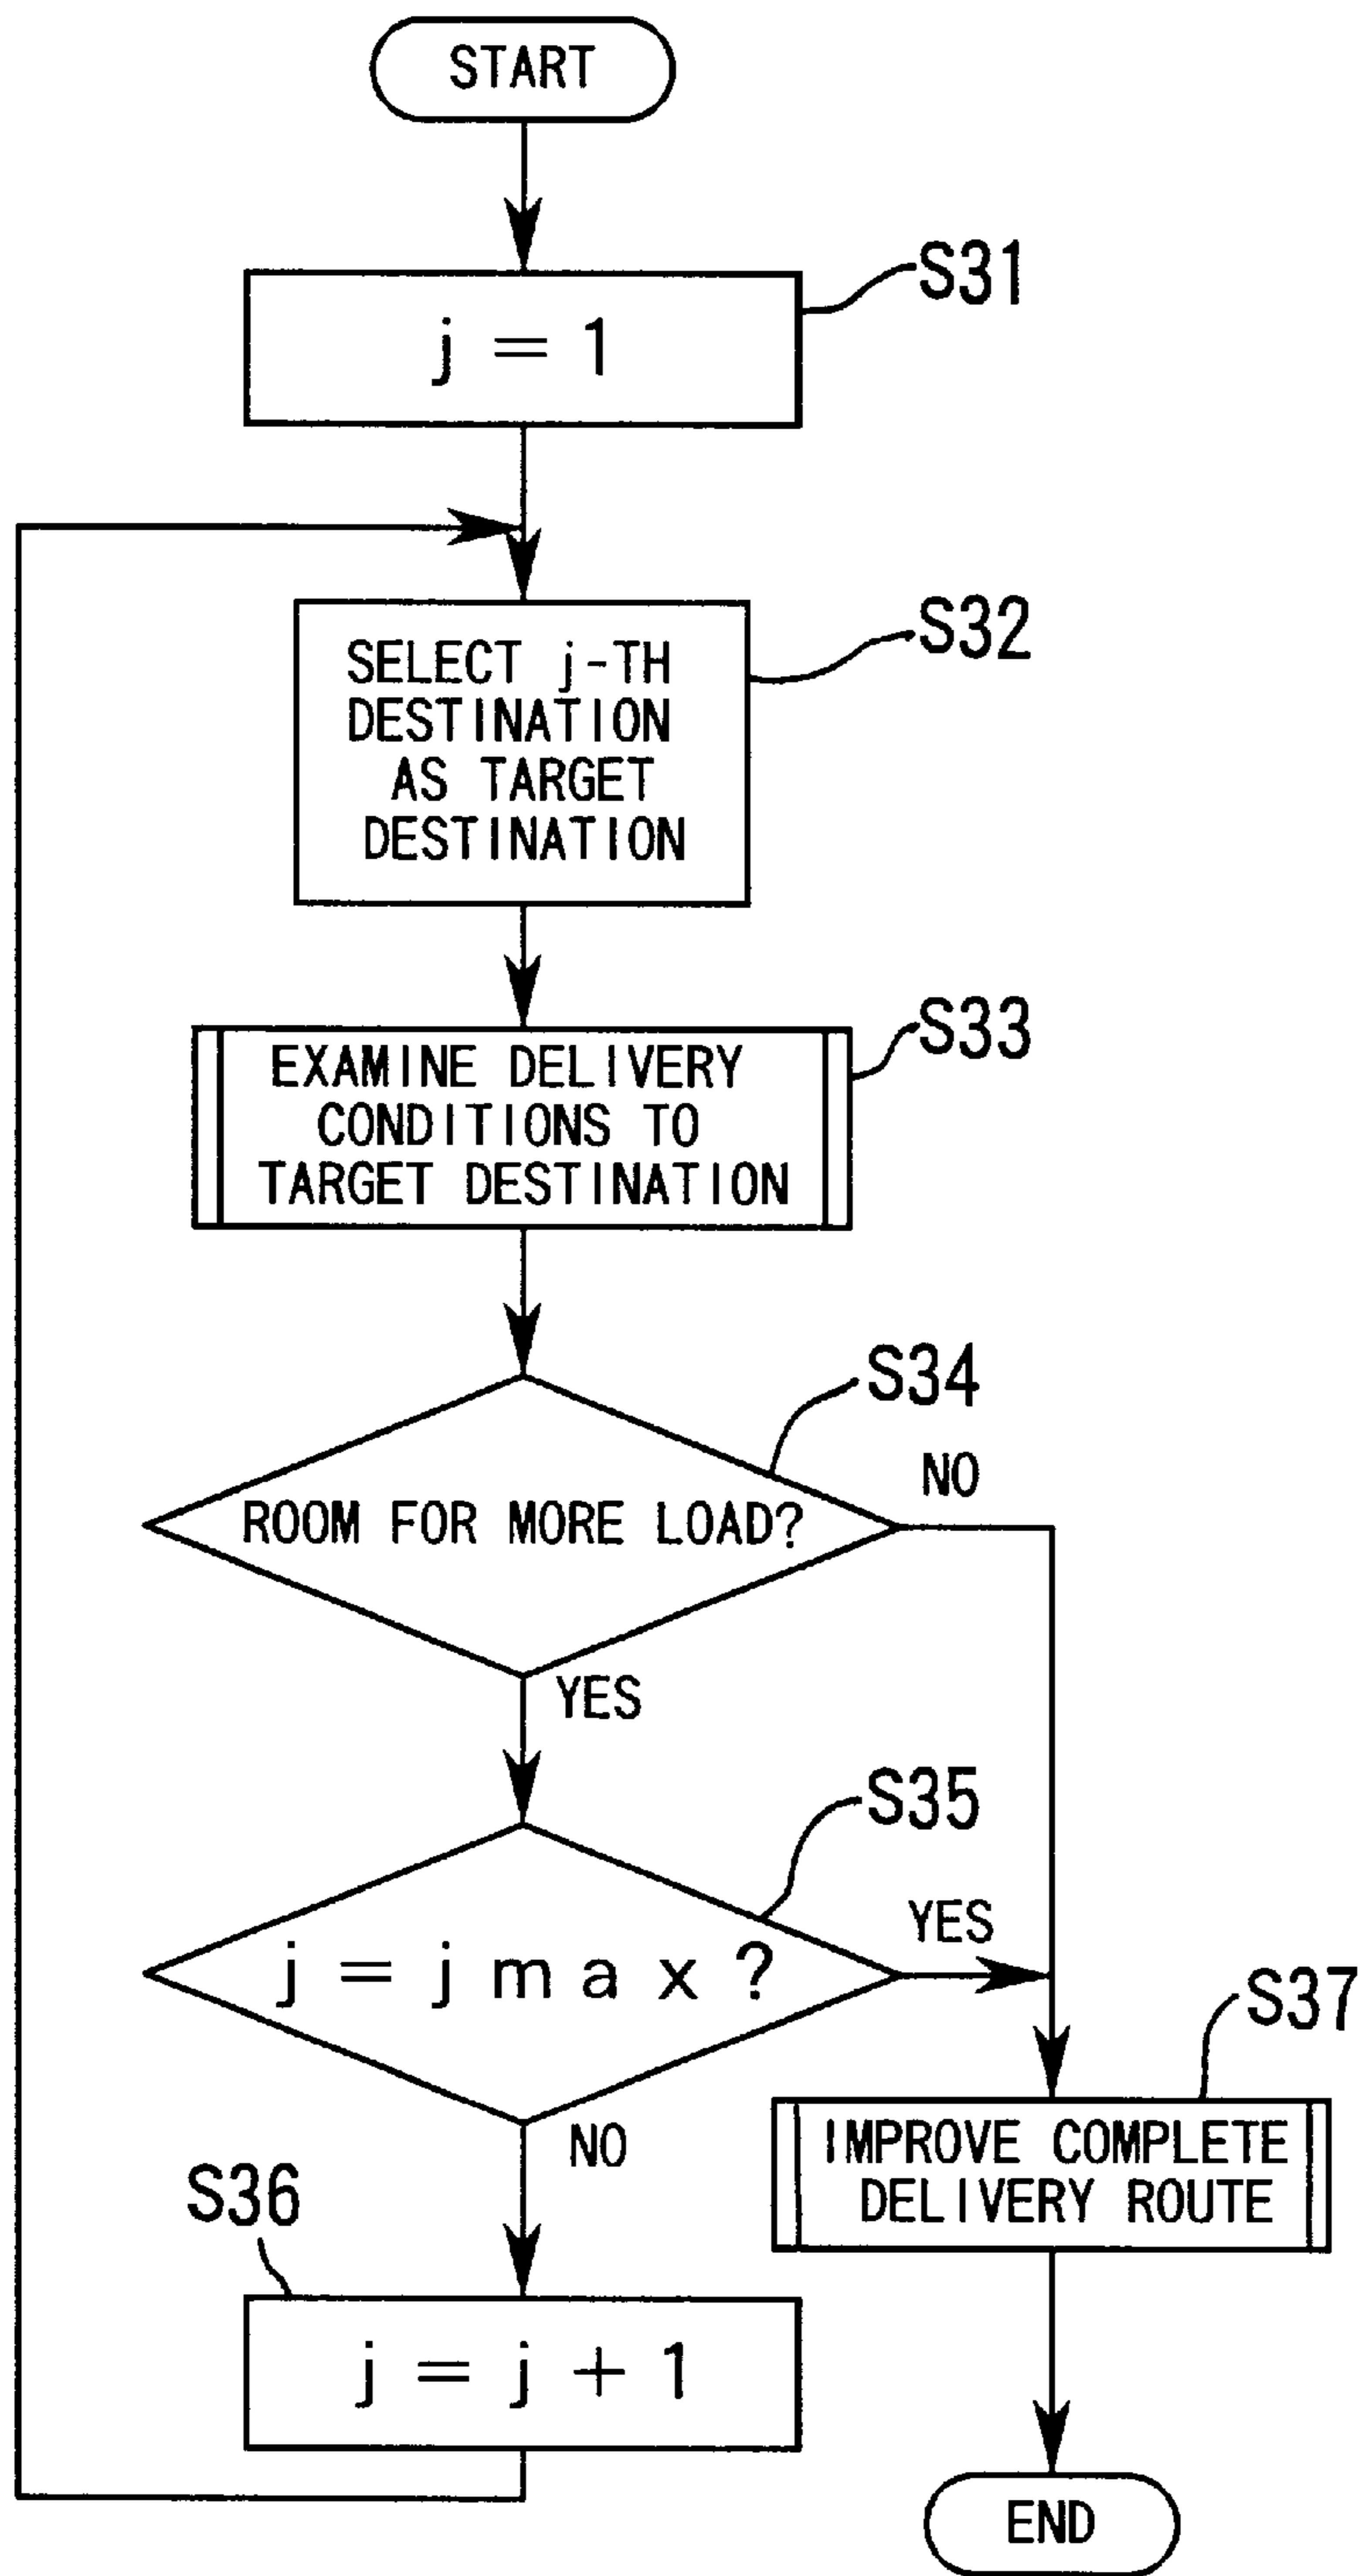 START
S31
j = 1
S32
SELECT j-TH
DESTINATION
AS TARGET
DESTINATION
S33
EXAMINE DELIVERY
CONDITIONS TO
TARGET DESTINATION
S34
NO
ROOM FOR MORE LOAD?
YES
S35
YES
j = j max ?
S37
NO
IMPROVE COMPLETE
DELIVERY ROUTE
S36
j = j + 1
END